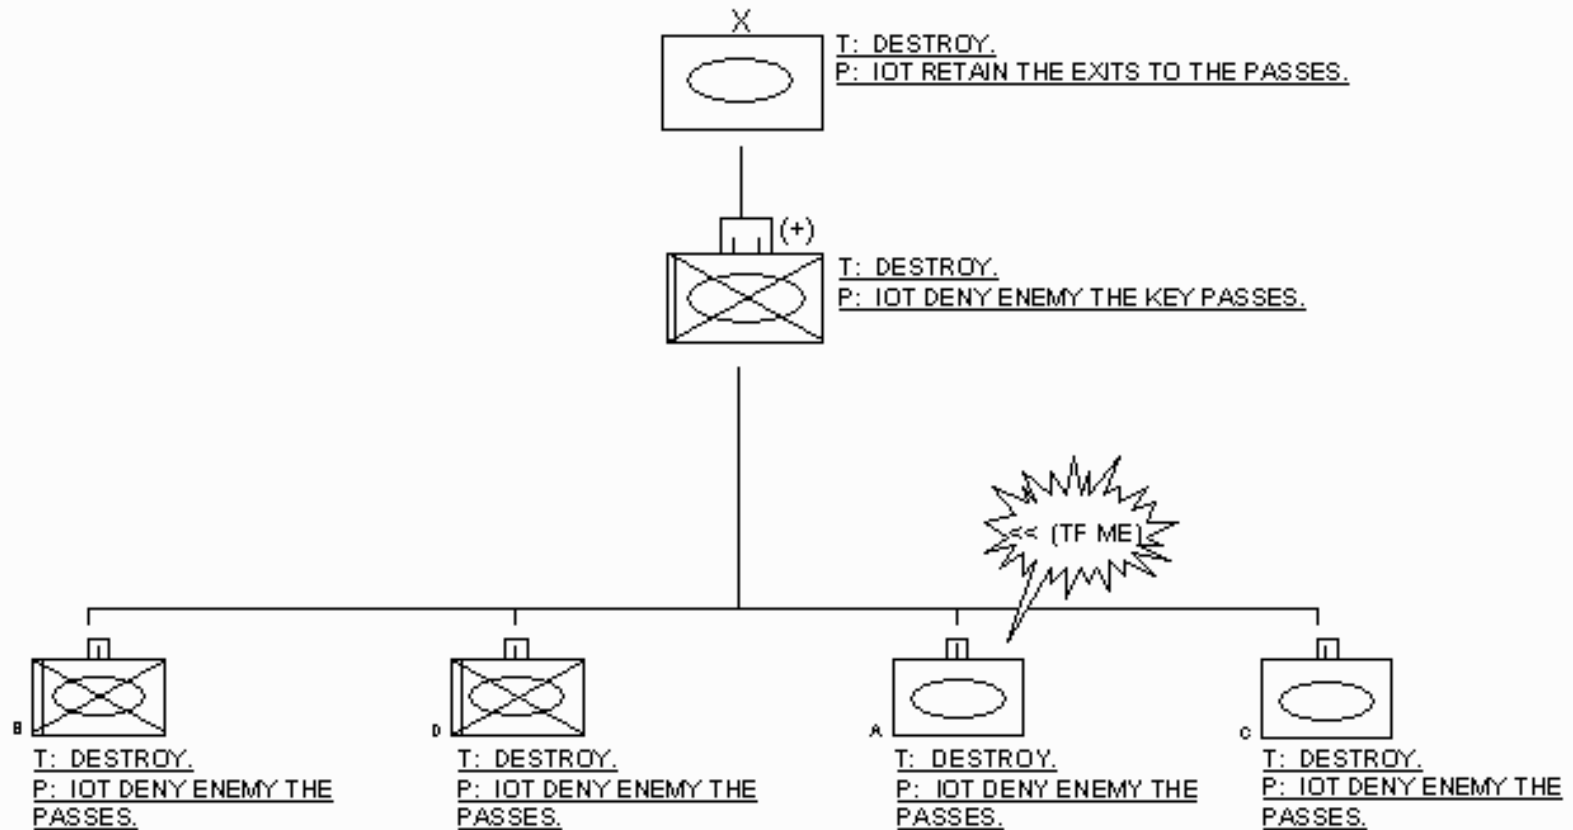 X
T: DESTROY.
P: IOT RETAIN THE EXITS TO THE PASSES.
(+)
T: DESTROY.
P: IOT DENY ENEMY THE KEY PASSES.
<< (TF ME)
B
D
A
C
T: DESTROY.
P: IOT DENY ENEMY THE
PASSES.
T: DESTROY.
P: IOT DENY ENEMY THE
PASSES.
T: DESTROY.
P: IOT DENY ENEMY THE
PASSES.
T: DESTROY.
P: IOT DENY ENEMY THE
PASSES.